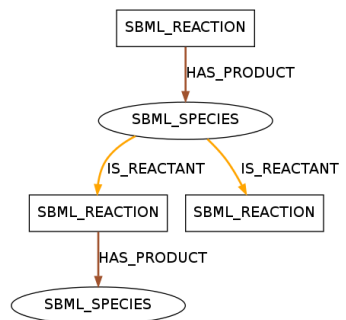 SBML_REACTION
HAS_PRODUCT
SBML_SPECIES
IS_REACTANT
IS_REACTANT
SBML_REACTION
SBML_REACTION
HAS_PRODUCT
SBML_SPECIES